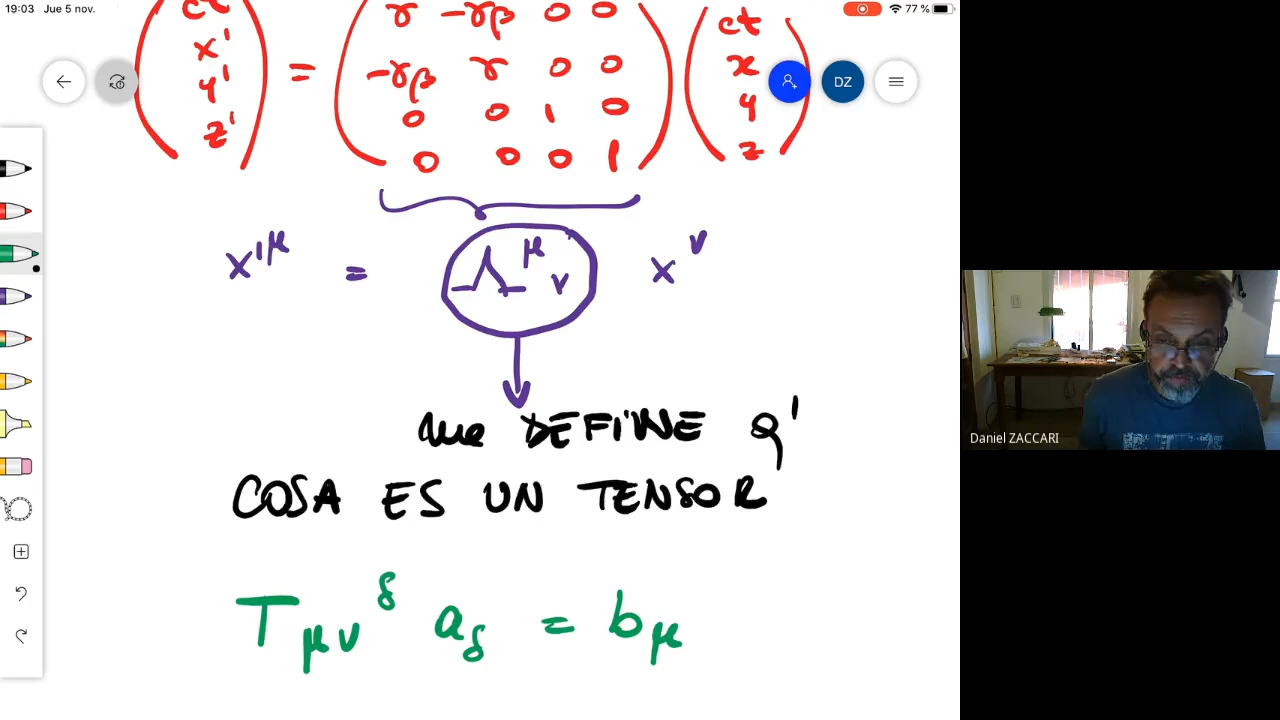 19:03 Jue 5 nov. 77 %
ct' γ -γβ 0 0 ct
x' = -γβ γ 0 0 x
y' 0 0 1 0 y
z' 0 0 0 1 z
DZ
x'^μ = Λ^μ_ν x^ν
me DEFINE Q'
COSA ES UN TENSOR
T_μν^δ a_δ = b_μ
Daniel ZACCARI